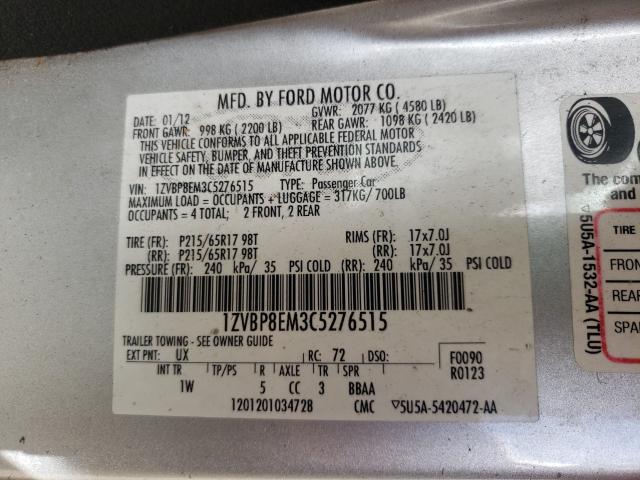 MFD. BY FORD MOTOR CO.
DATE: 01/12 GVWR: 2077 KG ( 4580 LB)
FRONT GAWR: 998 KG ( 2200 LB) REAR GAWR: 1098 KG ( 2420 LB)
THIS VEHICLE CONFORMS TO ALL APPLICABLE FEDERAL MOTOR
VEHICLE SAFETY, BUMPER, AND THEFT PREVENTION STANDARDS
IN EFFECT ON THE DATE OF MANUFACTURE SHOWN ABOVE.
VIN: 1ZVBP8EM3C5276515 TYPE: Passenger Car
MAXIMUM LOAD = OCCUPANTS + LUGGAGE = 317KG/ 700LB
OCCUPANTS = 4 TOTAL; 2 FRONT, 2 REAR
TIRE (FR): P215/65R17 98T RIMS (FR): 17x7.0J
(RR): P215/65R17 98T (RR): 17x7.0J
PRESSURE (FR): 240 kPa/ 35 PSI COLD (RR): 240 kPa/ 35 PSI COLD
1ZVBP8EM3C5276515
TRAILER TOWING - SEE OWNER GUIDE
EXT PNT: UX RC: 72 DSO: F0090
INT TR TP/PS R AXLE TR SPR R0123
1W 5 CC 3 BBAA
12012010347​2B CMC ▽5U5A-5420472-AA
The com
and
TIRE
FRON
REAR
SPA
▽5U5A-1532-AA (TLU)